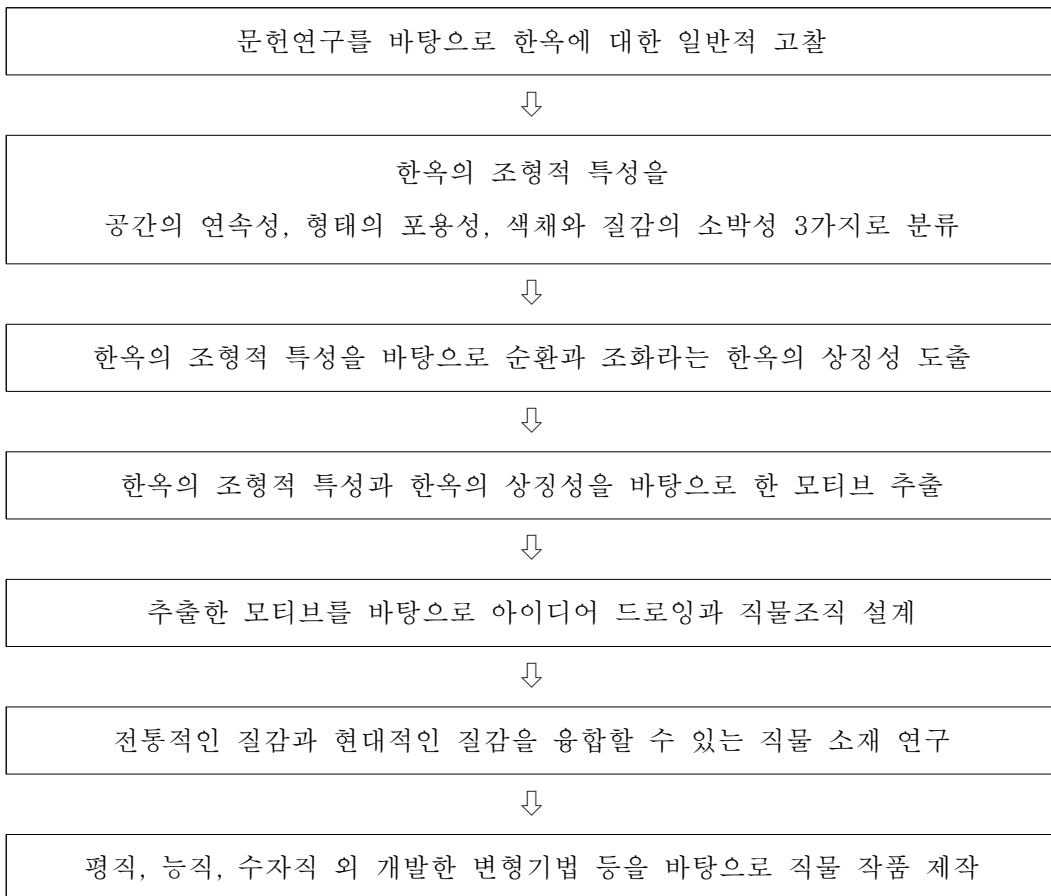 문헌연구를 바탕으로 한옥에 대한 일반적 고찰
⇩
한옥의 조형적 특성을
공간의 연속성, 형태의 포용성, 색채와 질감의 소박성 3가지로 분류
⇩
한옥의 조형적 특성을 바탕으로 순환과 조화라는 한옥의 상징성 도출
⇩
한옥의 조형적 특성과 한옥의 상징성을 바탕으로 한 모티브 추출
⇩
추출한 모티브를 바탕으로 아이디어 드로잉과 직물조직 설계
⇩
전통적인 질감과 현대적인 질감을 융합할 수 있는 직물 소재 연구
⇩
평직, 능직, 수자직 외 개발한 변형기법 등을 바탕으로 직물 작품 제작